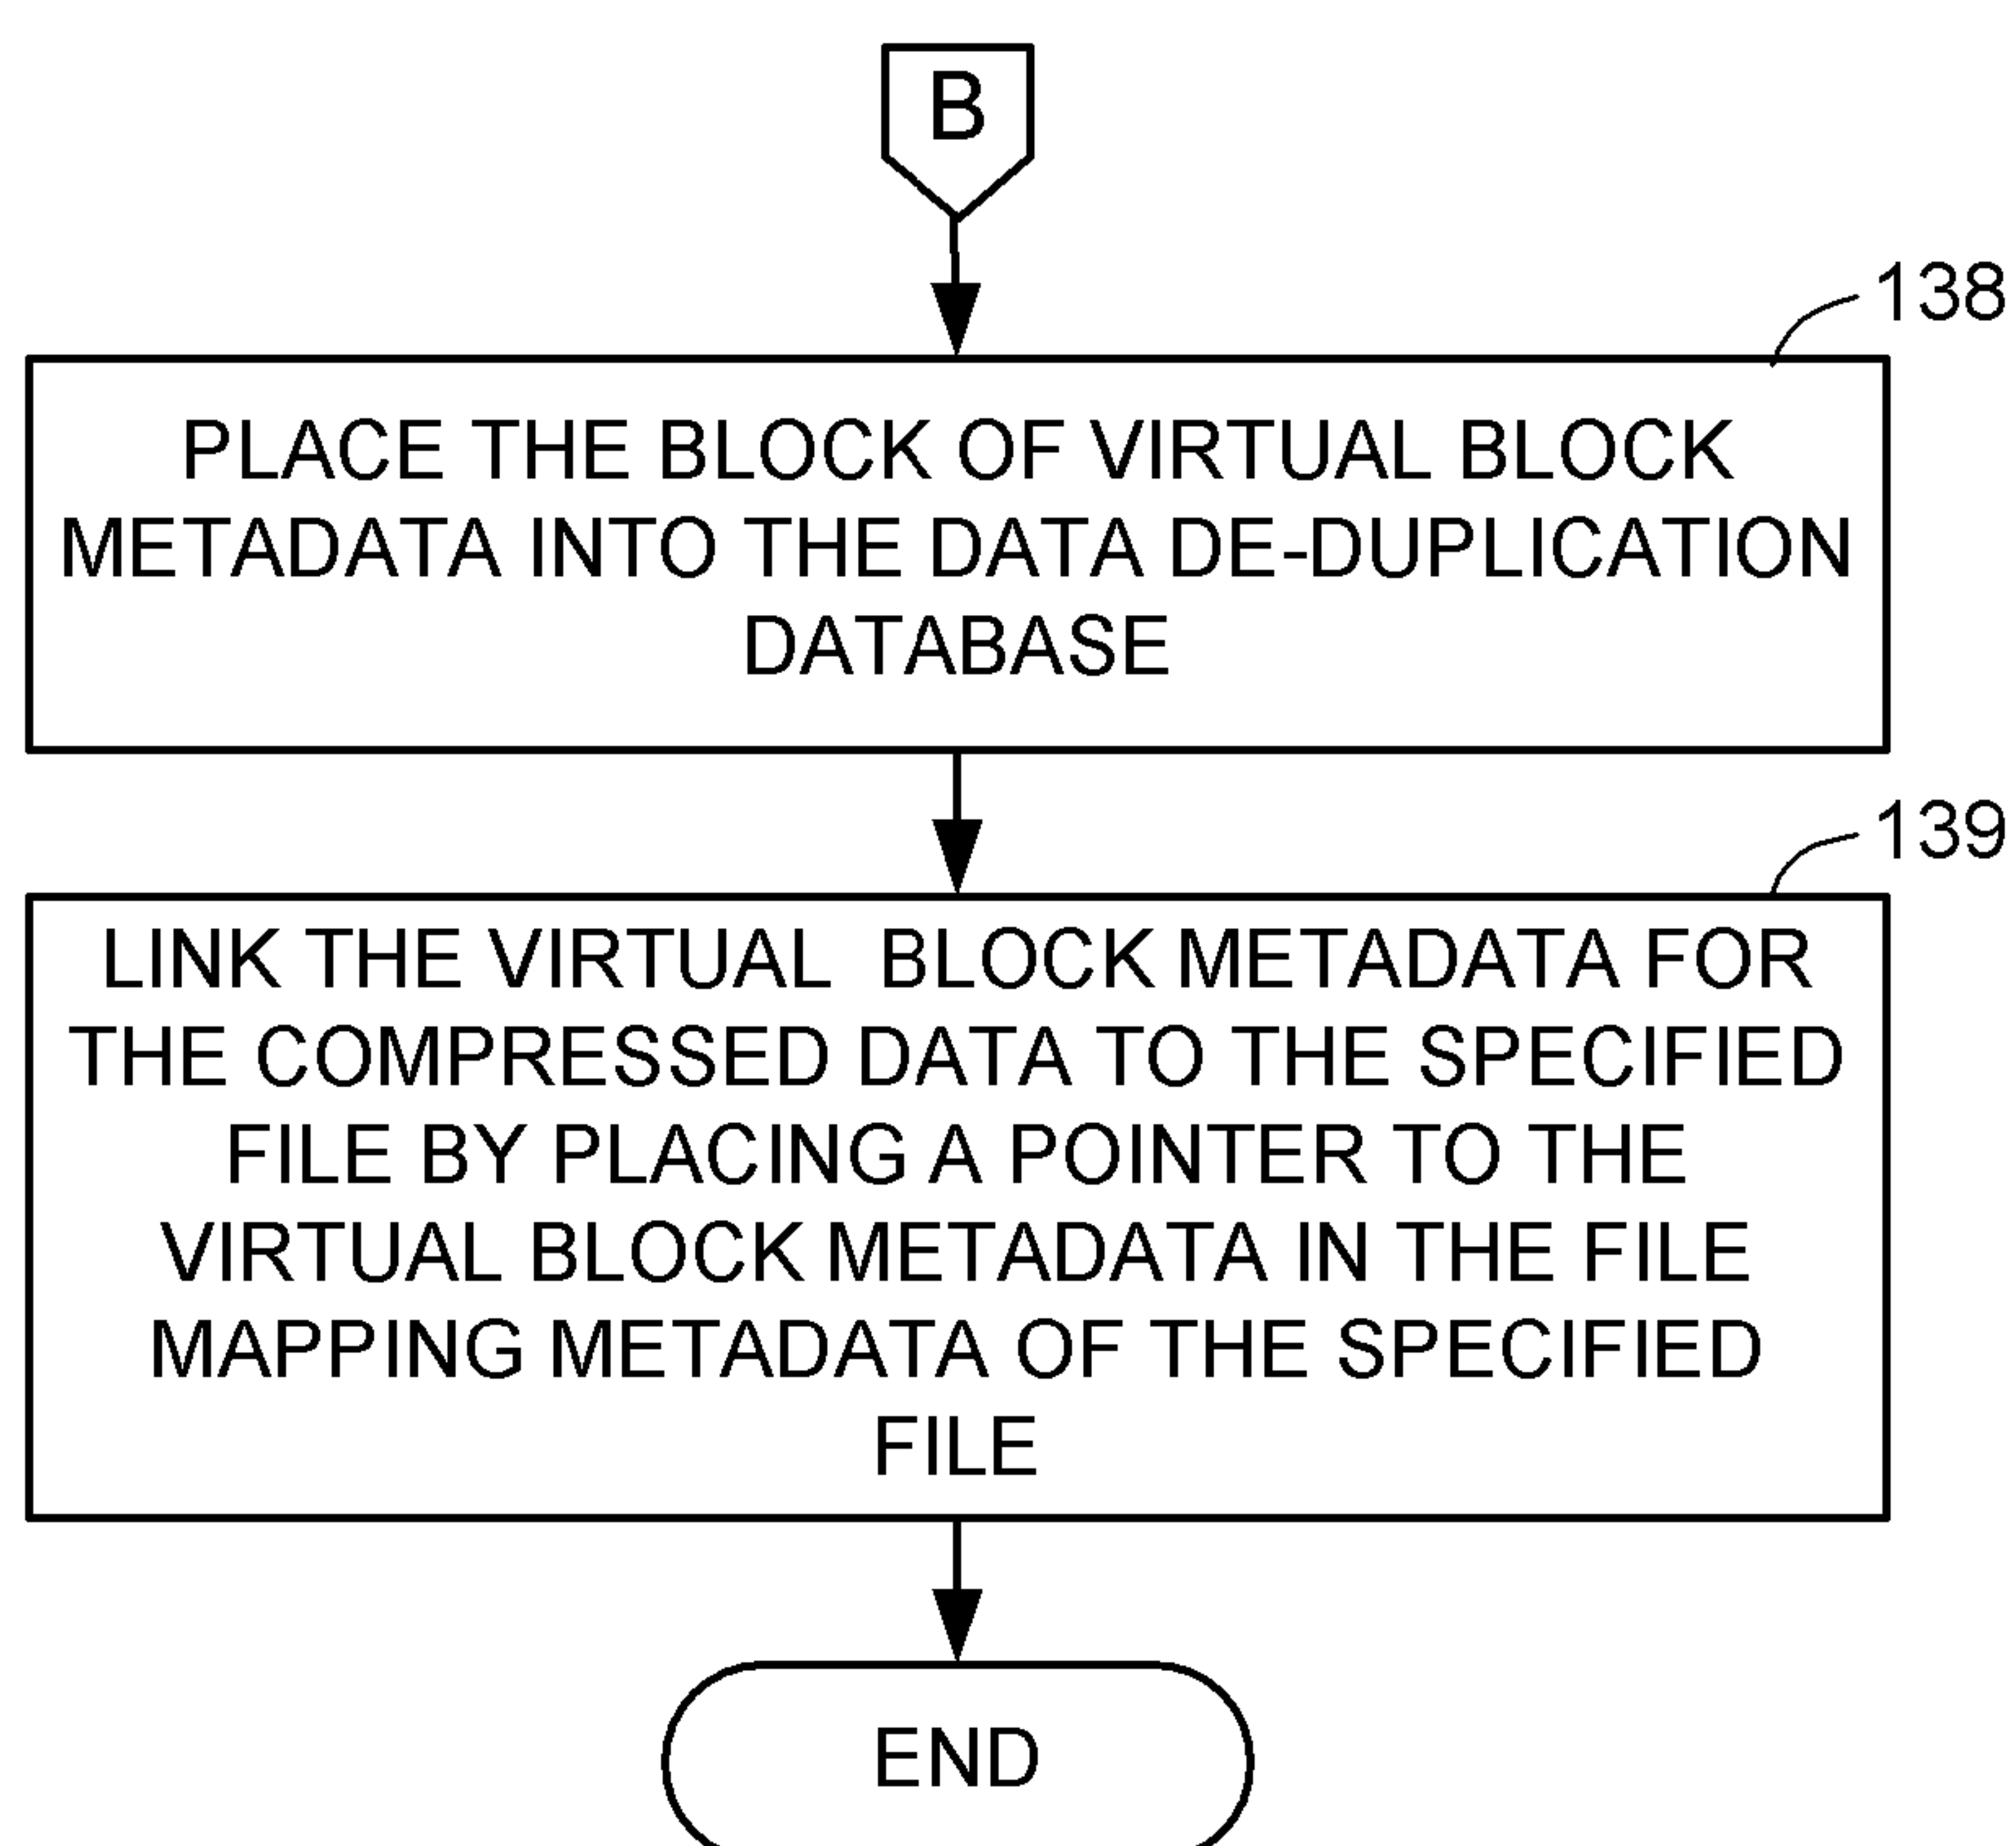 B
138
PLACE THE BLOCK OF VIRTUAL BLOCK
METADATA INTO THE DATA DE-DUPLICATION
DATABASE
139
LINK THE VIRTUAL BLOCK METADATA FOR
THE COMPRESSED DATA TO THE SPECIFIED
FILE BY PLACING A POINTER TO THE
VIRTUAL BLOCK METADATA IN THE FILE
MAPPING METADATA OF THE SPECIFIED
FILE
END